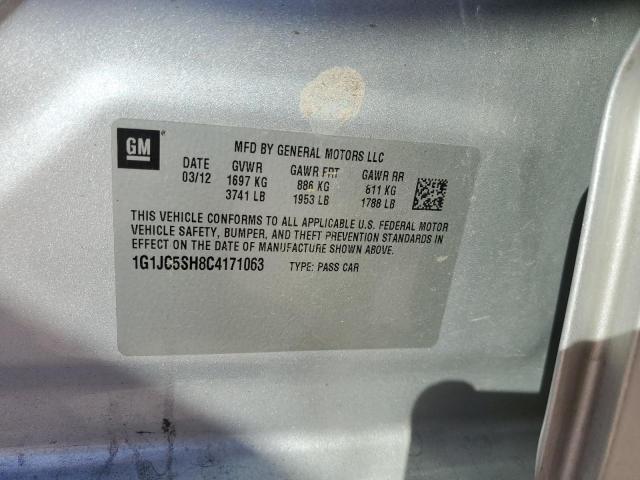 GM
MFD BY GENERAL MOTORS LLC
DATE GVWR GAWR FRT GAWR RR
03/12 1697 KG 886 KG 811 KG
3741 LB 1953 LB 1788 LB
THIS VEHICLE CONFORMS TO ALL APPLICABLE U.S. FEDERAL MOTOR
VEHICLE SAFETY, BUMPER, AND THEFT PREVENTION STANDARDS IN
EFFECT ON THE DATE OF MANUFACTURE SHOWN ABOVE.
1G1JC5SH8C4171063 TYPE: PASS CAR